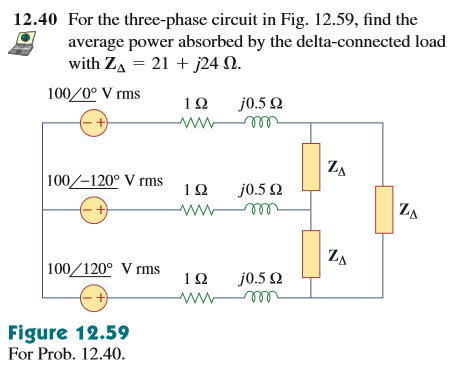 12.40 For the three-phase circuit in Fig. 12.59, find the
average power absorbed by the delta-connected load
with Z_Δ = 21 + j24 Ω.
100/0° V rms
1 Ω
j0.5 Ω
− +
Z_Δ
100/−120° V rms
1 Ω
j0.5 Ω
− +
Z_Δ
Z_Δ
100/120° V rms
1 Ω
j0.5 Ω
− +
Figure 12.59
For Prob. 12.40.